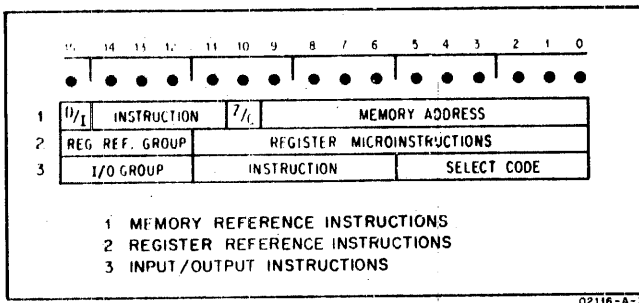 15 14 13 12 11 10 9 8 7 6 5 4 3 2 1 0
1 D/I INSTRUCTION Z/C MEMORY ADDRESS
2 REG REF. GROUP REGISTER MICROINSTRUCTIONS
3 I/O GROUP INSTRUCTION SELECT CODE
1 MEMORY REFERENCE INSTRUCTIONS
2 REGISTER REFERENCE INSTRUCTIONS
3 INPUT/OUTPUT INSTRUCTIONS
02116-A-